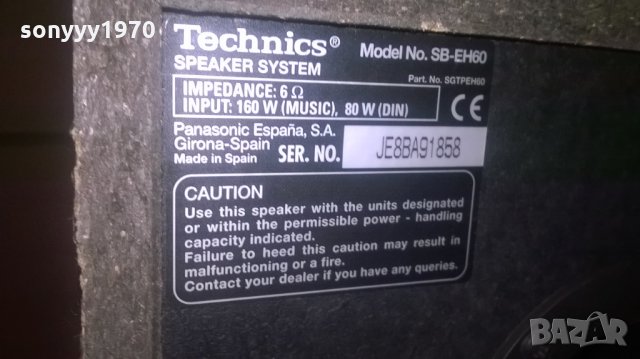 sonyyy1970
Technics® Model No. SB-EH60
SPEAKER SYSTEM Part. No. SGTPEH60
IMPEDANCE: 6 Ω
INPUT: 160 W (MUSIC), 80 W (DIN)
CE
Panasonic España, S.A.
Girona-Spain
Made in Spain SER. NO. JE8BA91858
CAUTION
Use this speaker with the units designated
or within the permissible power - handling
capacity indicated.
Failure to heed this caution may result in
malfunctioning or a fire.
Contact your dealer if you have any queries.
BAZAR